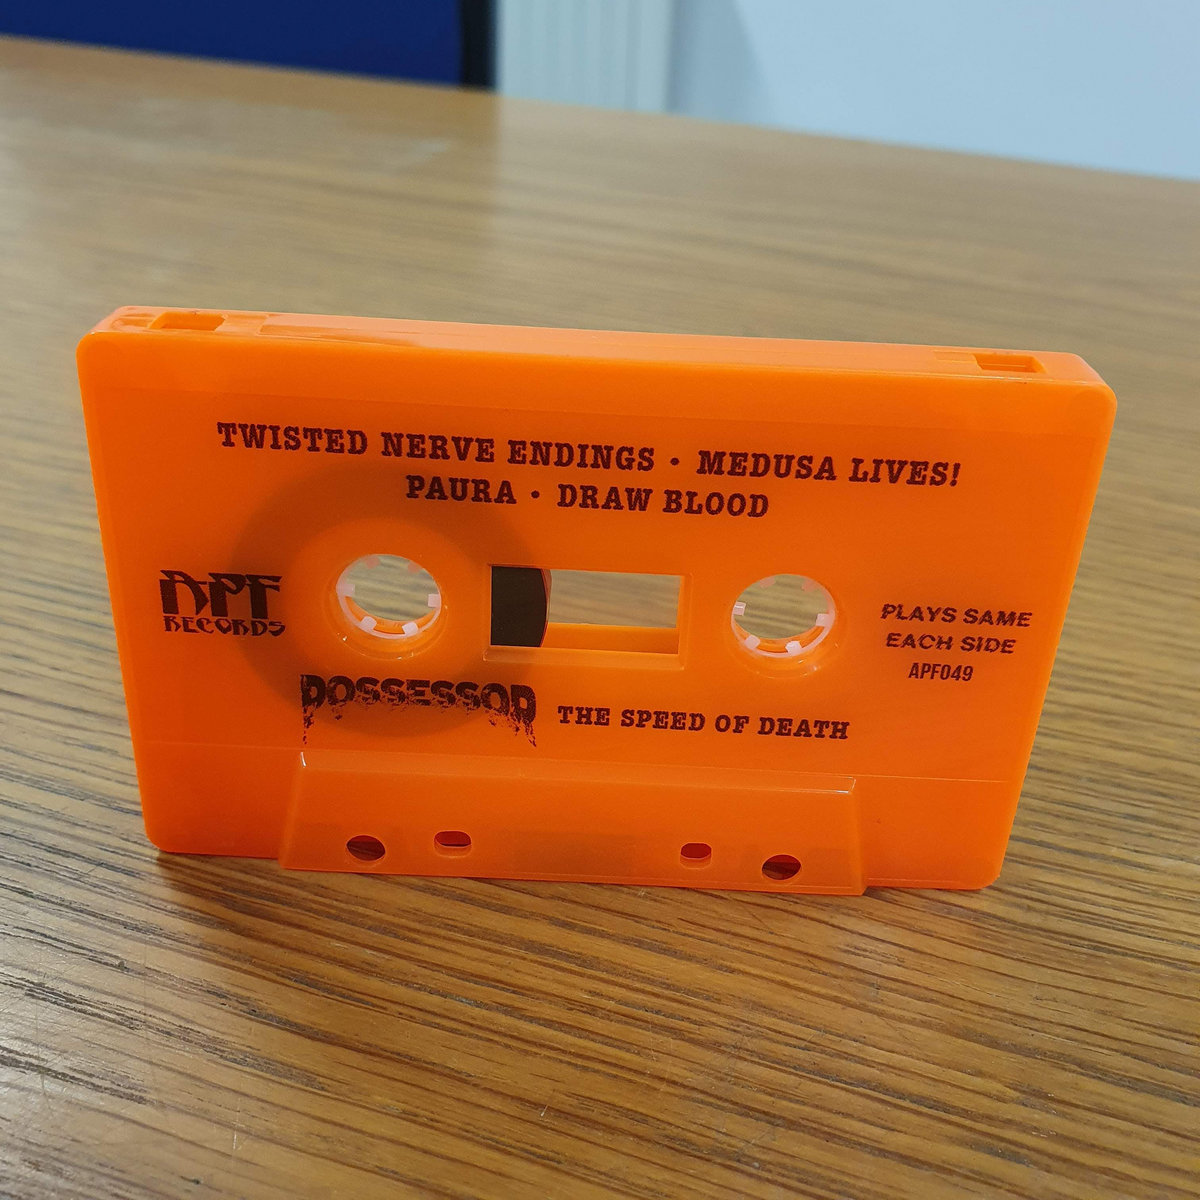 TWISTED NERVE ENDINGS · MEDUSA LIVES!
PAURA · DRAW BLOOD
APF
RECORDS
PLAYS SAME
EACH SIDE
APF049
POSSESSOR
THE SPEED OF DEATH